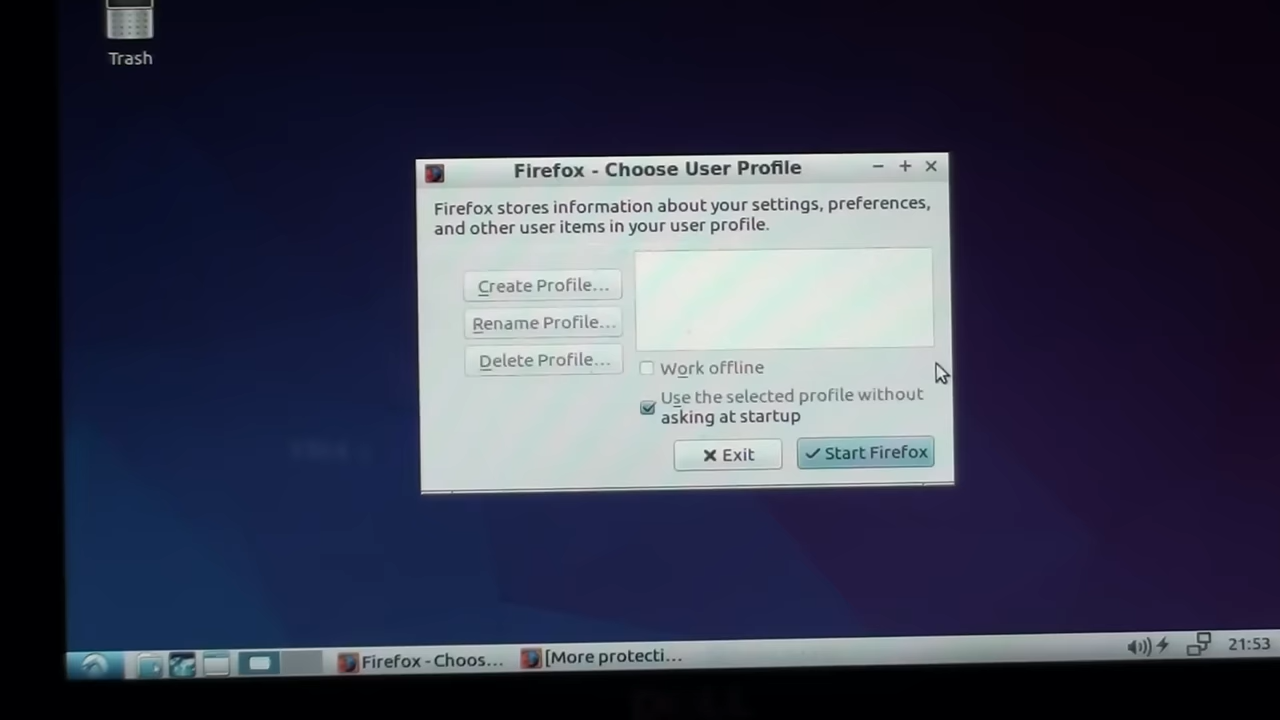 Trash
Firefox - Choose User Profile
Firefox stores information about your settings, preferences,
and other user items in your user profile.
Create Profile...
Rename Profile...
Delete Profile...
Work offline
Use the selected profile without
asking at startup
Exit
Start Firefox
Firefox - Choos...
[More protecti...
21:53